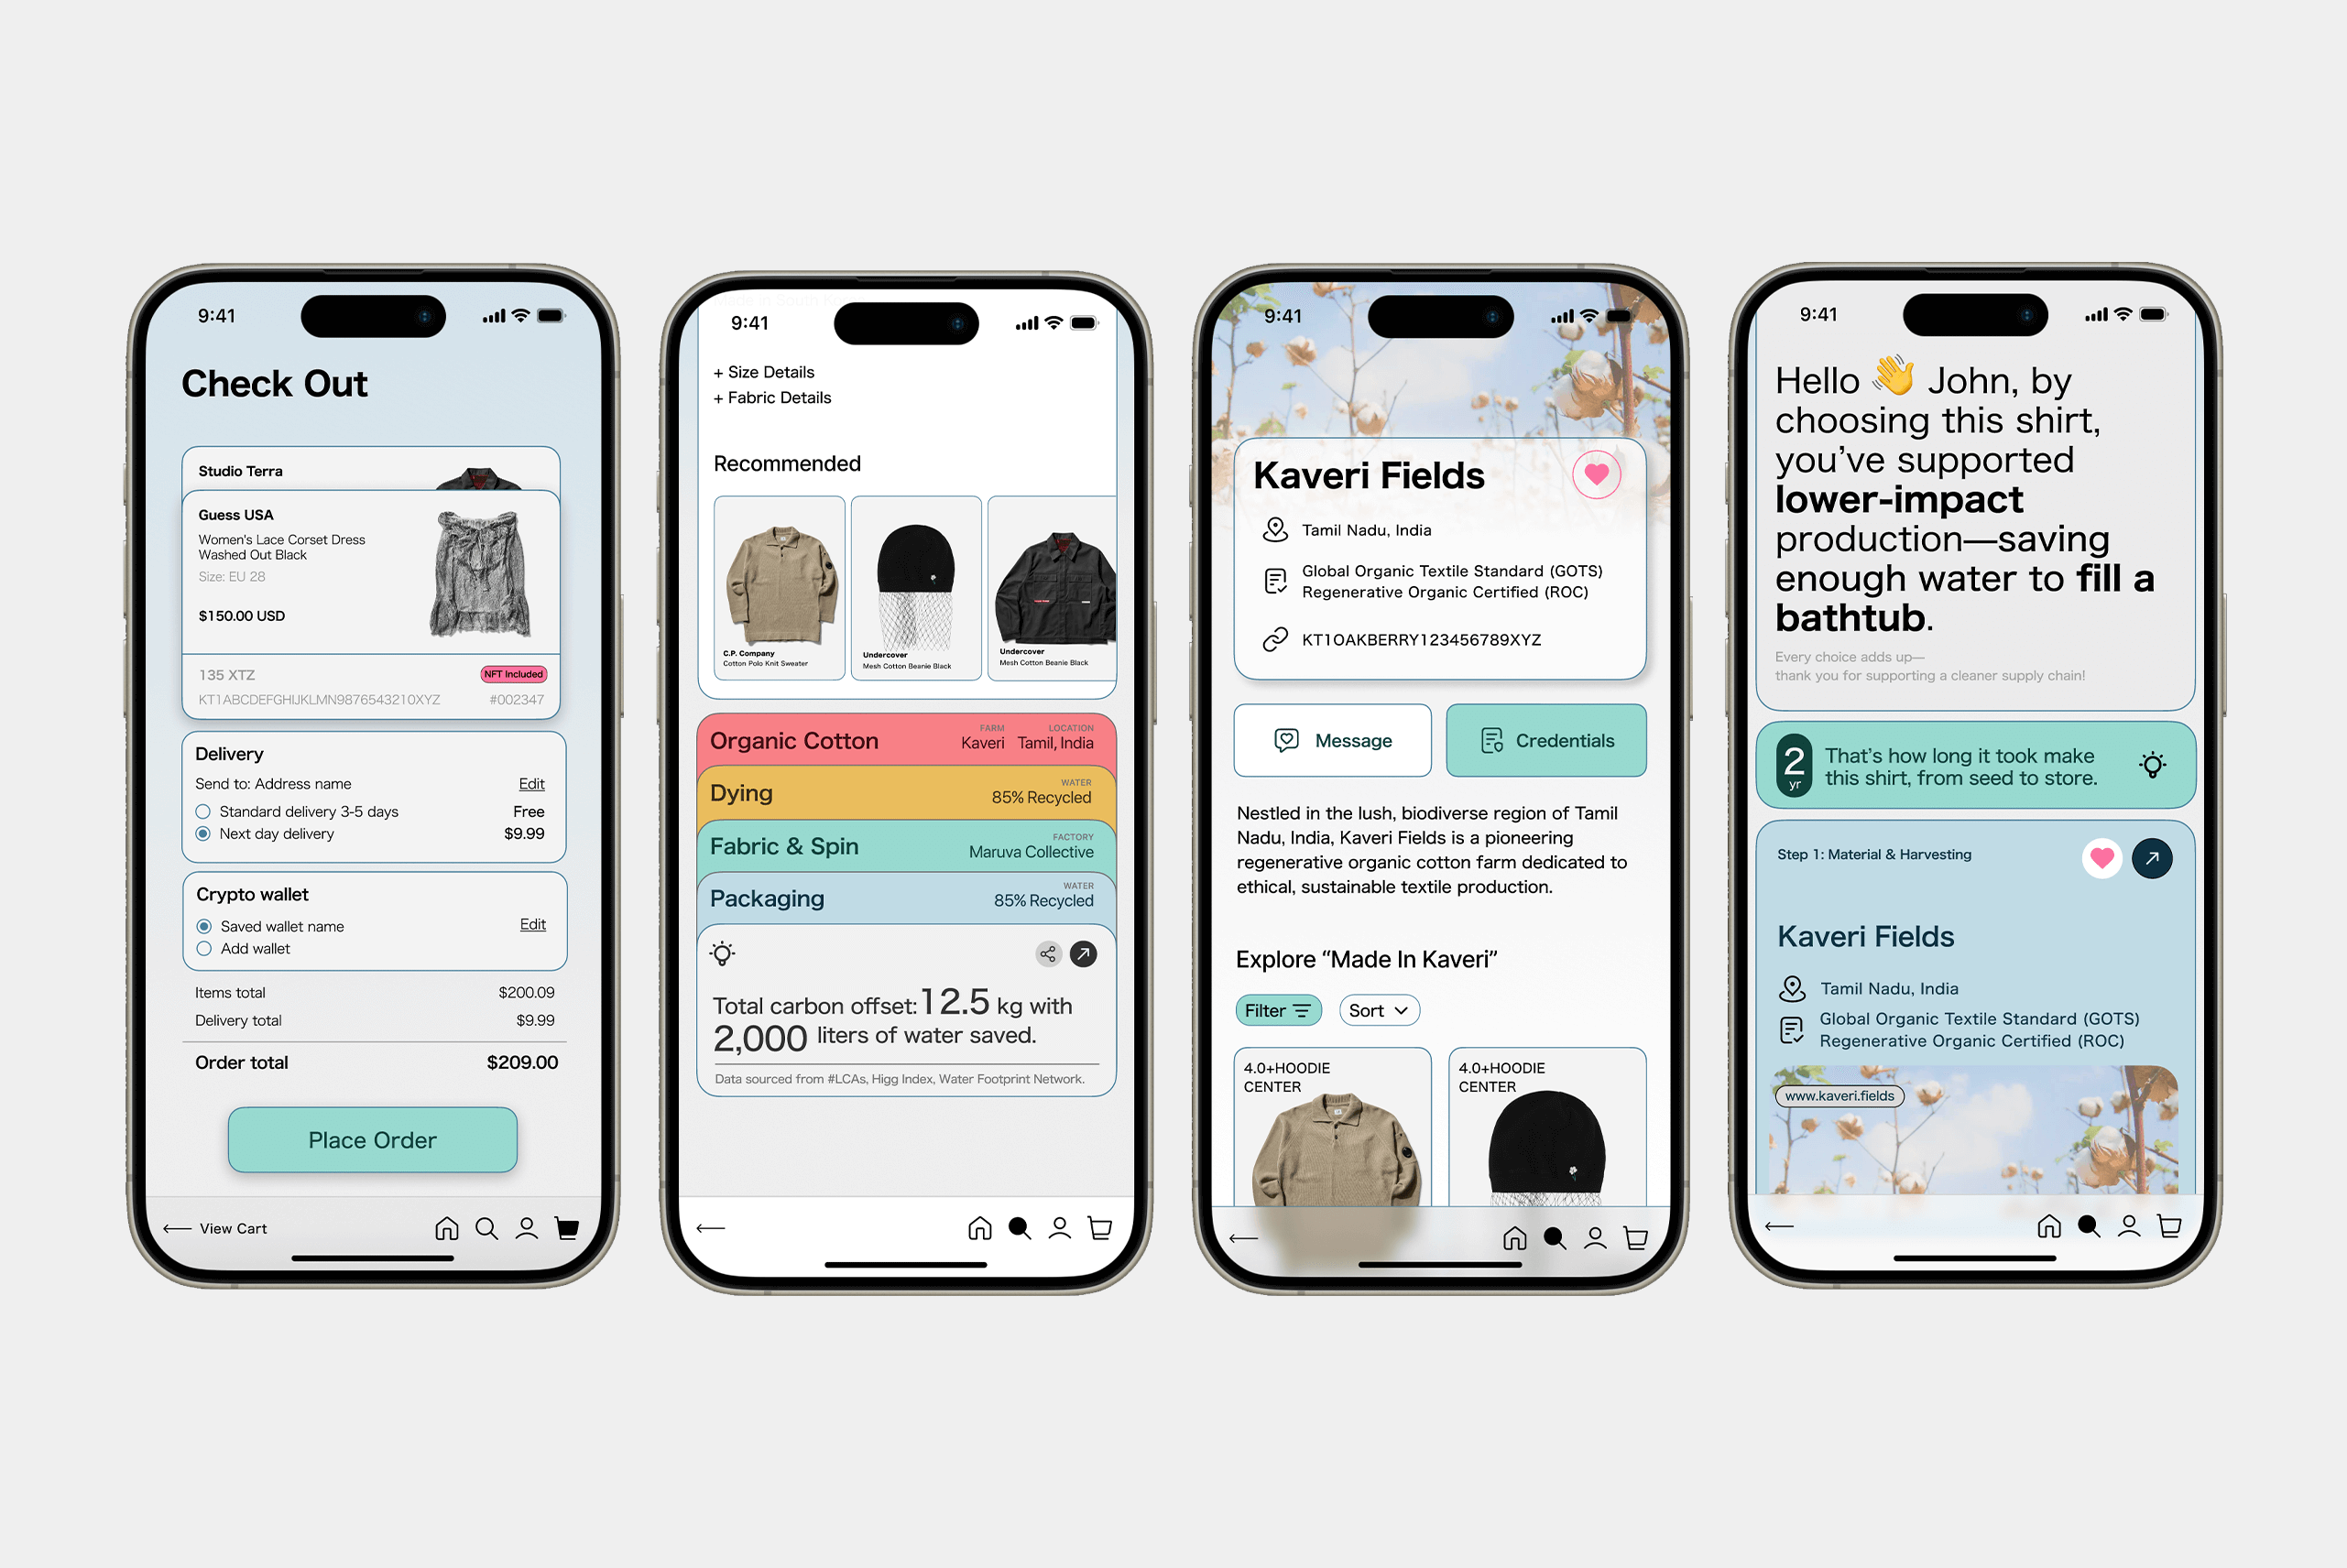 9:41
Check Out
Studio Terra
Guess USA
Women's Lace Corset Dress
Washed Out Black
Size: EU 28
$150.00 USD
135 XTZ
NFT Included
KT1ABCDEFGHIJKLMN9876543210XYZ
#002347
Delivery
Send to: Address name
Edit
Standard delivery 3-5 days
Free
Next day delivery
$9.99
Crypto wallet
Saved wallet name
Edit
Add wallet
Items total
$200.09
Delivery total
$9.99
Order total
$209.00
Place Order
View Cart
9:41
+ Size Details
+ Fabric Details
Recommended
C.P. Company
Cotton Polo Knit Sweater
Undercover
Mesh Cotton Beanie Black
Undercover
Mesh Cotton Beanie Black
Organic Cotton
FARM
Kaveri
LOCATION
Tamil, India
Dying
WATER
85% Recycled
Fabric & Spin
FACTORY
Maruva Collective
Packaging
WATER
85% Recycled
Total carbon offset: 12.5 kg with
2,000 liters of water saved.
Data sourced from #LCAs, Higg Index, Water Footprint Network.
9:41
Kaveri Fields
Tamil Nadu, India
Global Organic Textile Standard (GOTS)
Regenerative Organic Certified (ROC)
KT1OAKBERRY123456789XYZ
Message
Credentials
Nestled in the lush, biodiverse region of Tamil
Nadu, India, Kaveri Fields is a pioneering
regenerative organic cotton farm dedicated to
ethical, sustainable textile production.
Explore “Made In Kaveri”
Filter
Sort
4.0+HOODIE
CENTER
4.0+HOODIE
CENTER
9:41
Hello 👋 John, by
choosing this shirt,
you’ve supported
lower-impact
production—saving
enough water to fill a
bathtub.
Every choice adds up—
thank you for supporting a cleaner supply chain!
2
yr
That’s how long it took make
this shirt, from seed to store.
Step 1: Material & Harvesting
Kaveri Fields
Tamil Nadu, India
Global Organic Textile Standard (GOTS)
Regenerative Organic Certified (ROC)
www.kaveri.fields